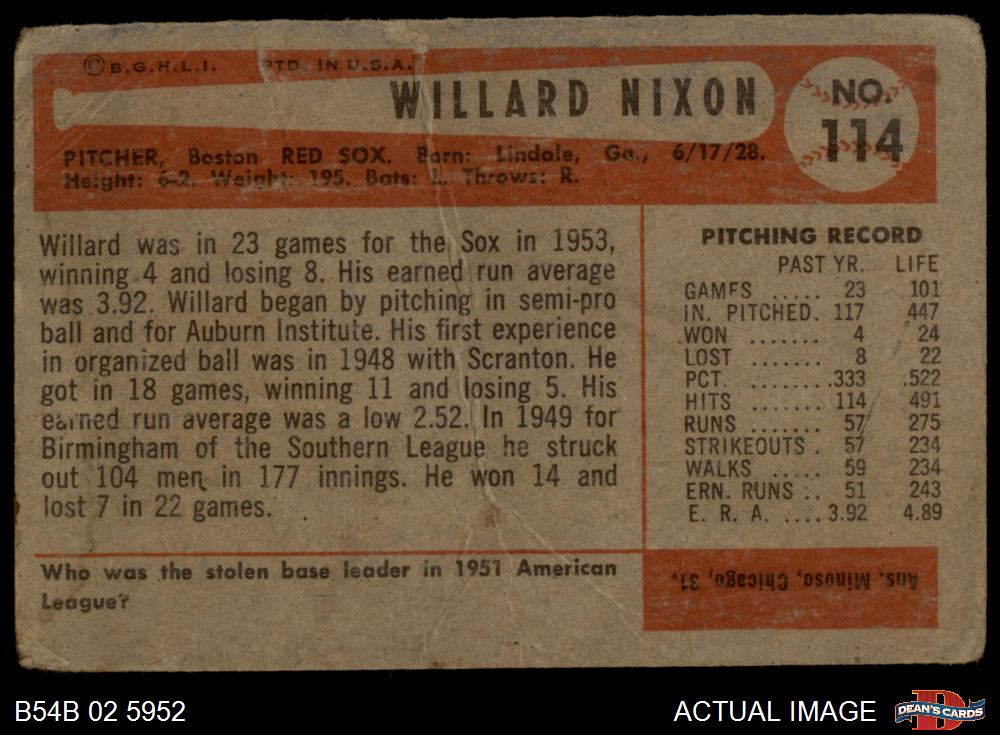 ©B.G.H.L.I. PTD. IN U.S.A.
WILLARD NIXON
NO.
114
PITCHER, Boston RED SOX. Born: Lindale, Ga., 6/17/28.
Height: 6-2. Weight: 195. Bats: L. Throws: R.
Willard was in 23 games for the Sox in 1953,
winning 4 and losing 8. His earned run average
was 3.92. Willard began by pitching in semi-pro
ball and for Auburn Institute. His first experience
in organized ball was in 1948 with Scranton. He
got in 18 games, winning 11 and losing 5. His
earned run average was a low 2.52. In 1949 for
Birmingham of the Southern League he struck
out 104 men in 177 innings. He won 14 and
lost 7 in 22 games.
PITCHING RECORD
PAST YR. LIFE
GAMES ..... 23 101
IN. PITCHED. 117 447
WON ....... 4 24
LOST ....... 8 22
PCT. ....... .333 .522
HITS ....... 114 491
RUNS ....... 57 275
STRIKEOUTS . 57 234
WALKS ..... 59 234
ERN. RUNS .. 51 243
E. R. A. .... 3.92 4.89
Who was the stolen base leader in 1951 American
League?
Ans. Minoso, Chicago, 31.
B54B 02 5952
ACTUAL IMAGE
D
DEAN'S CARDS